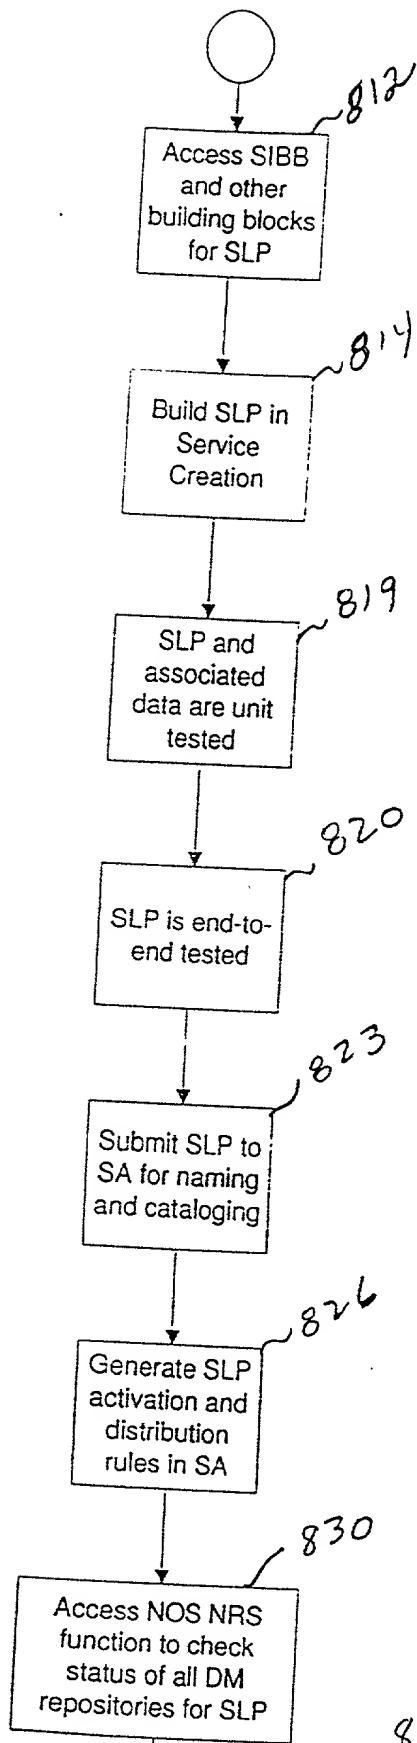 812
Access SIBB
and other
building blocks
for SLP
814
Build SLP in
Service
Creation
819
SLP and
associated
data are unit
tested
820
SLP is end-to-
end tested
823
Submit SLP to
SA for naming
and cataloging
826
Generate SLP
activation and
distribution
rules in SA
830
Access NOS NRS
function to check
status of all DM
repositories for SLP
8